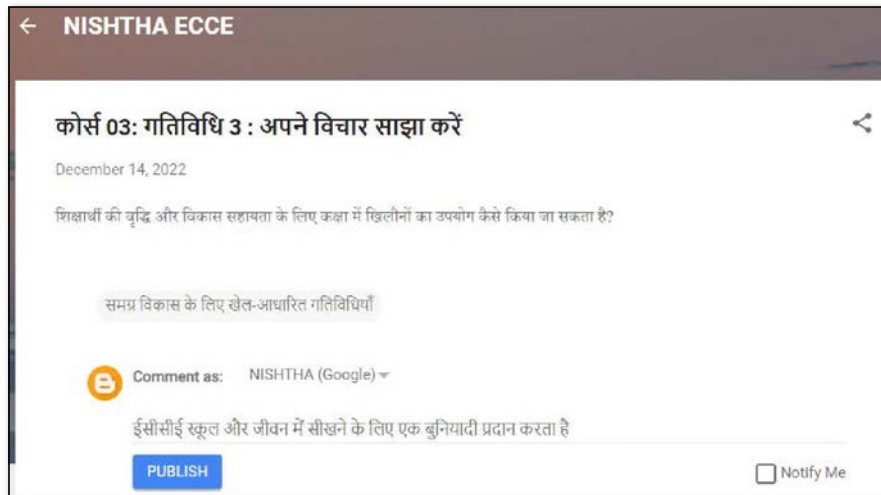 ← NISHTHA ECCE
कोर्स 03: गतिविधि 3 : अपने विचार साझा करें
December 14, 2022
शिक्षार्थी की वृद्धि और विकास सहायता के लिए कक्षा में खिलौनों का उपयोग कैसे किया जा सकता है?
समग्र विकास के लिए खेल-आधारित गतिविधियाँ
Comment as: NISHTHA (Google)
ईसीसीई स्कूल और जीवन में सीखने के लिए एक बुनियादी प्रदान करता है
PUBLISH Notify Me